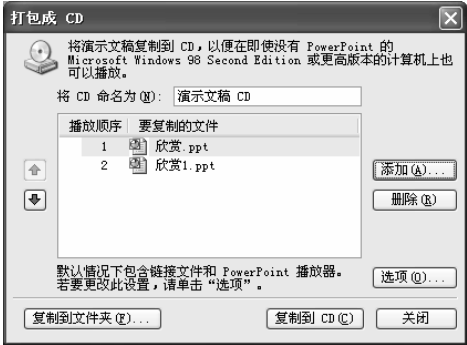 打包成 CD
将演示文稿复制到 CD，以便在即使没有 PowerPoint 的
Microsoft Windows 98 Second Edition 或更高版本的计算机上也
可以播放。
将 CD 命名为(N)： 演示文稿 CD
播放顺序 要复制的文件
1 欣赏.ppt
2 欣赏1.ppt
添加(A)...
删除(R)
默认情况下包含链接文件和 PowerPoint 播放器。
若要更改此设置，请单击“选项”。
选项(O)...
复制到文件夹(F)... 复制到 CD(C) 关闭